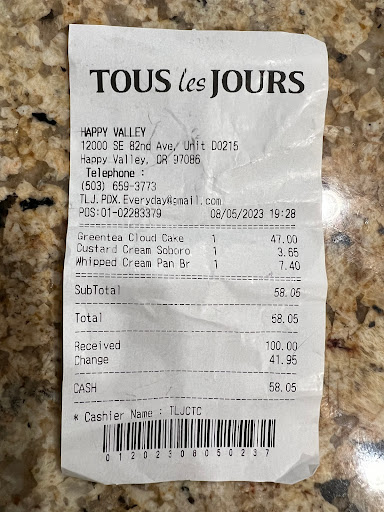 TOUS les JOURS
HAPPY VALLEY
12000 SE 82nd Ave, Unit D0215
Happy Valley, OR 97086
Telephone :
(503) 659-3773
TLJ.PDX.Everyday@gmail.com
POS:01-02283379 08/05/2023 19:28
Greentea Cloud Cake 1 47.00
Custard Cream Soboro 1 3.65
Whipped Cream Pan Br 1 7.40
SubTotal 58.05
Total 58.05
Received 100.00
Change 41.95
CASH 58.05
* Cashier Name : TLJCTC
01202308050237